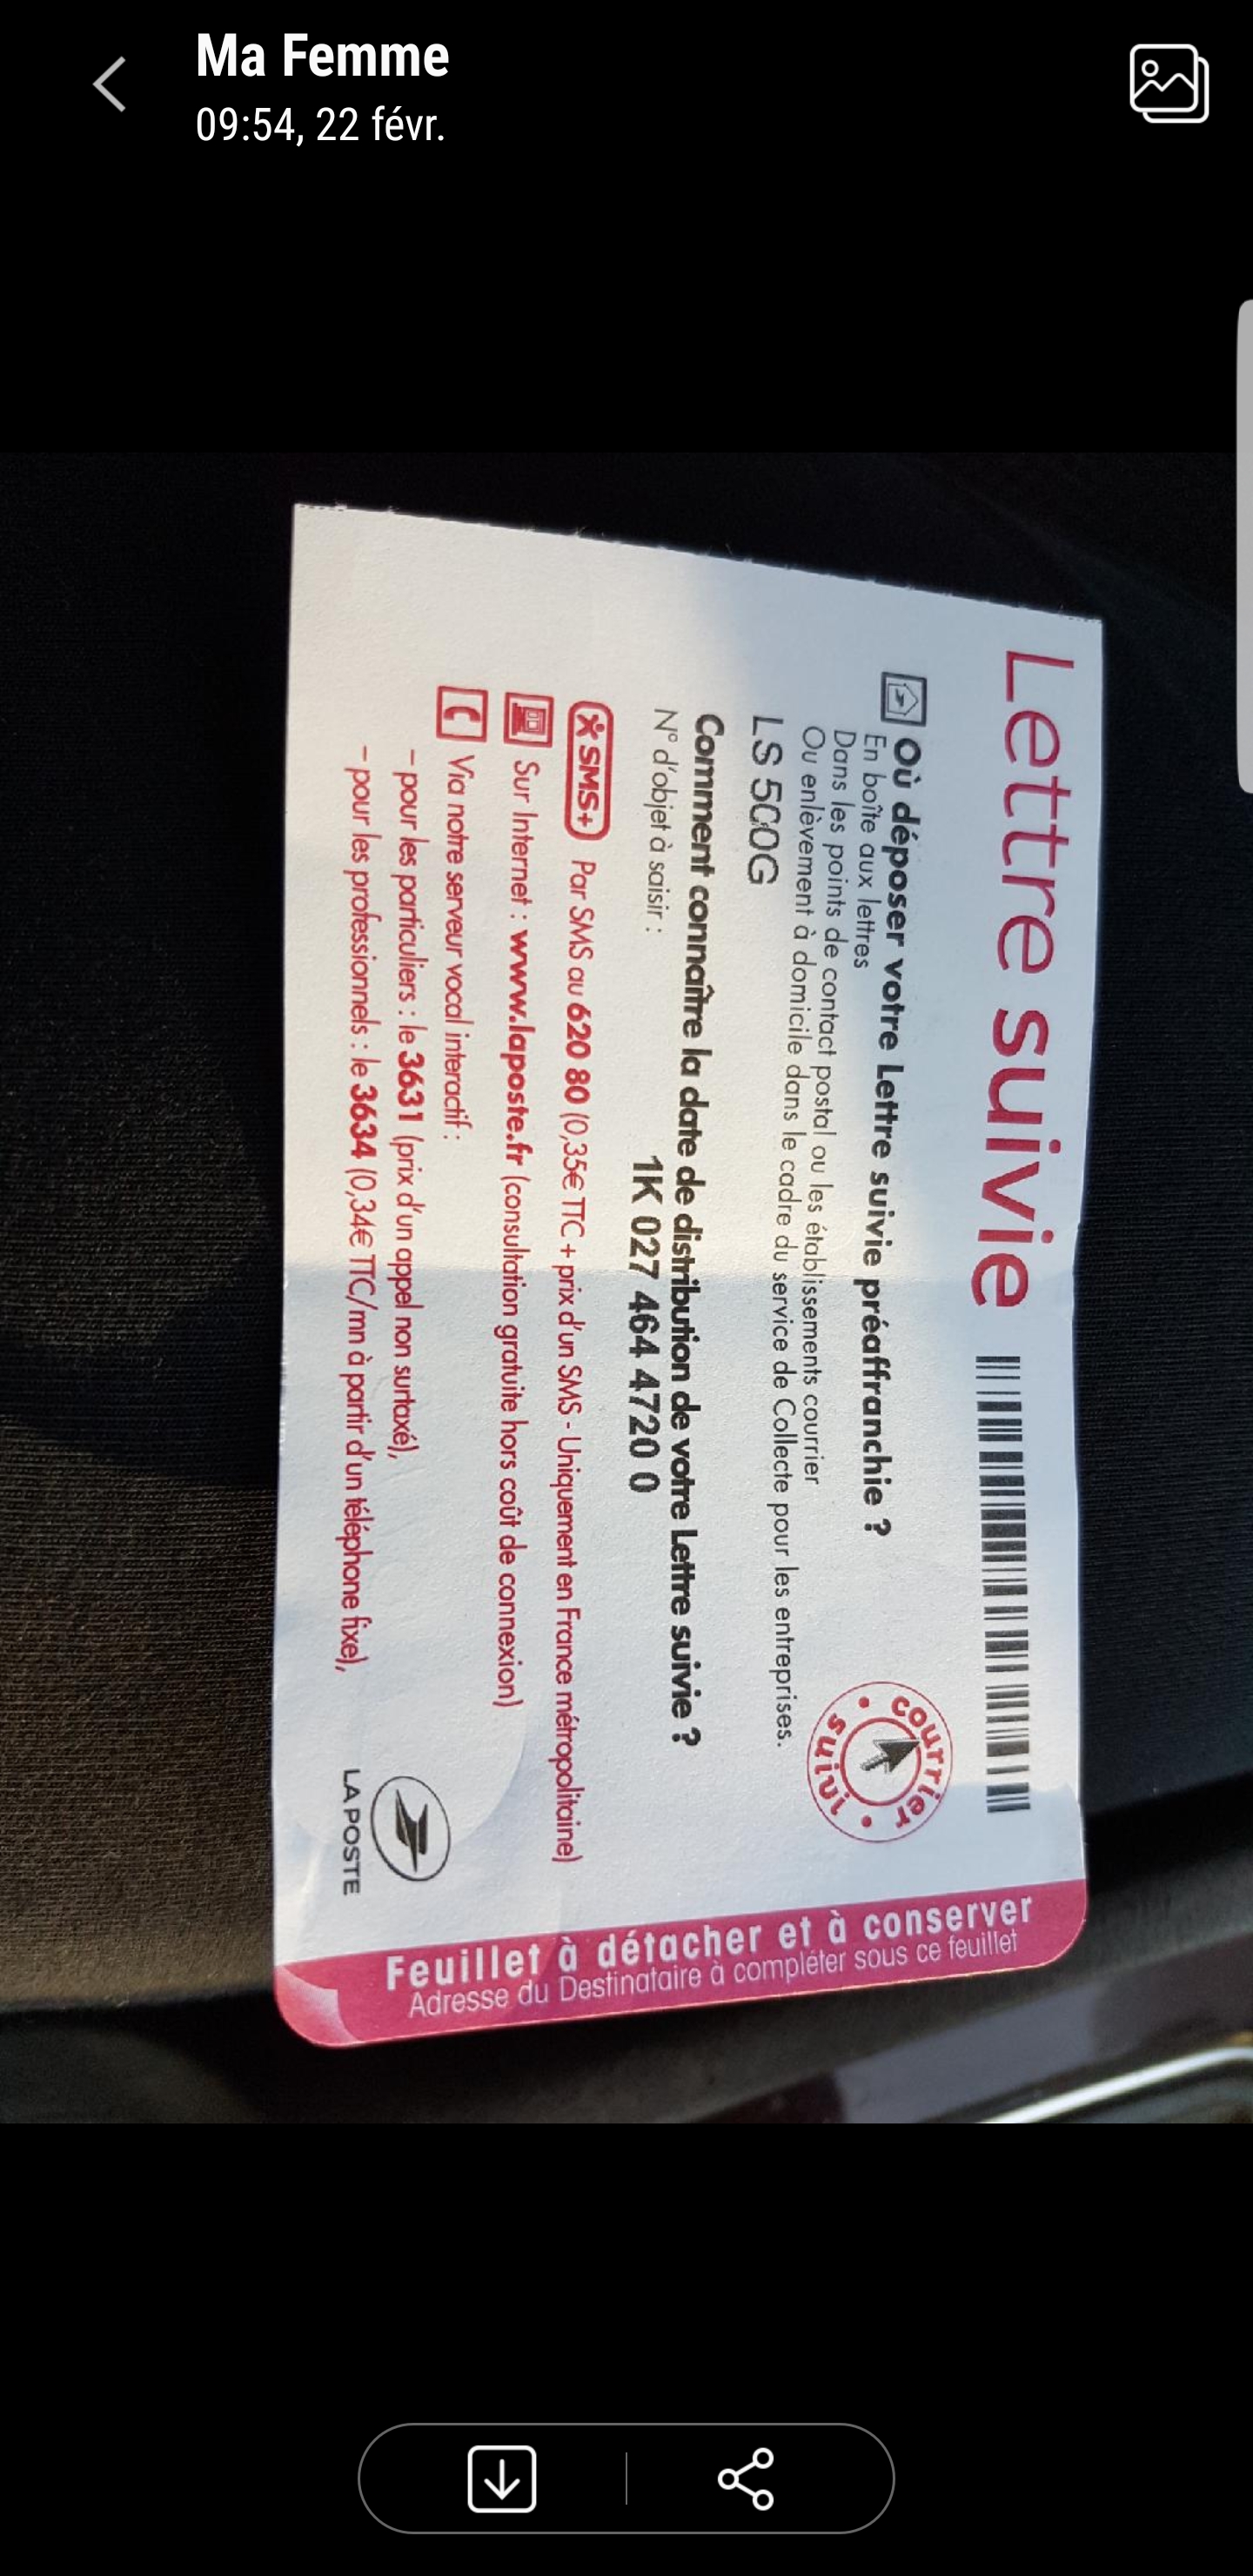 Ma Femme
09:54, 22 févr.
Lettre suivie
Où déposer votre Lettre suivie préaffranchie ?
En boîte aux lettres
Dans les points de contact postal ou les établissements courrier
Ou enlèvement à domicile dans le cadre du service de Collecte pour les entreprises.
LS 500G
courrier suivi
Comment connaître la date de distribution de votre Lettre suivie ?
N° d'objet à saisir :
1K 027 464 4720 0
SMS+ Par SMS au 620 80 (0,35€ TTC + prix d'un SMS - Uniquement en France métropolitaine)
Sur Internet : www.laposte.fr (consultation gratuite hors coût de connexion)
Via notre serveur vocal interactif :
– pour les particuliers : le 3631 (prix d'un appel non surtaxé),
– pour les professionnels : le 3634 (0,34€ TTC/mn à partir d'un téléphone fixe),
LA POSTE
Feuillet à détacher et à conserver
Adresse du Destinataire à compléter sous ce feuillet